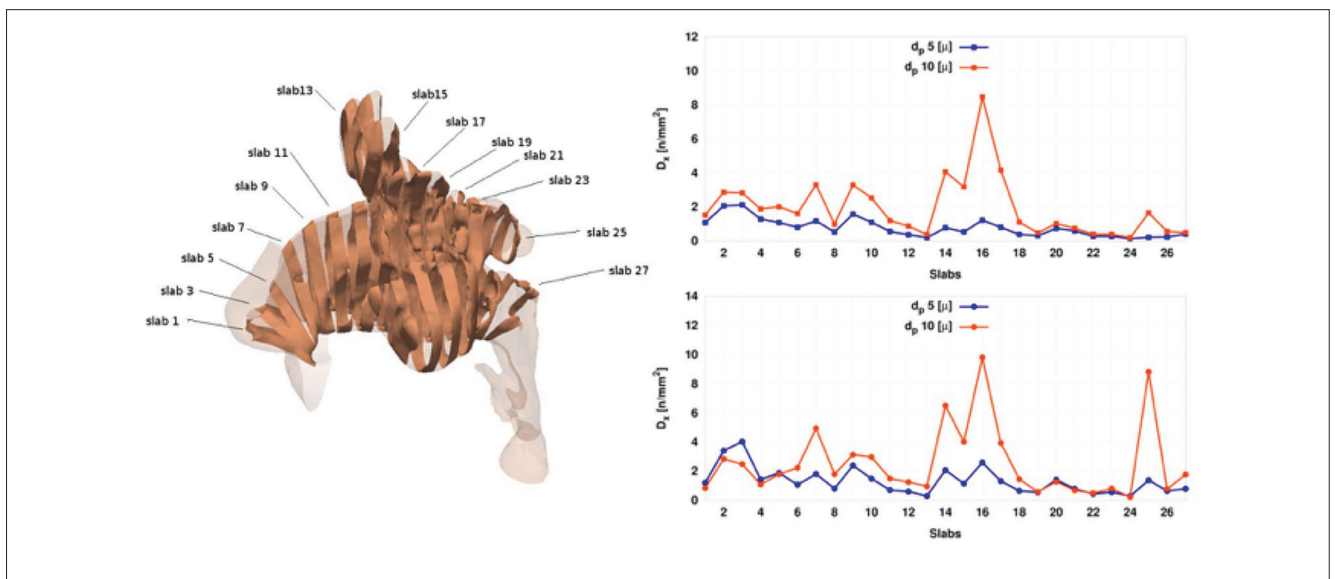 slab13
slab15
slab 17
slab 19
slab 21
slab 23
slab 11
slab 9
slab 7
slab 5
slab 3
slab 1
slab 25
slab 27
12
10
8
6
4
2
0
Dx [n/mm²]
dp 5 [μ]
dp 10 [μ]
2 4 6 8 10 12 14 16 18 20 22 24 26
Slabs
14
12
10
8
6
4
2
0
Dx [n/mm²]
dp 5 [μ]
dp 10 [μ]
2 4 6 8 10 12 14 16 18 20 22 24 26
Slabs